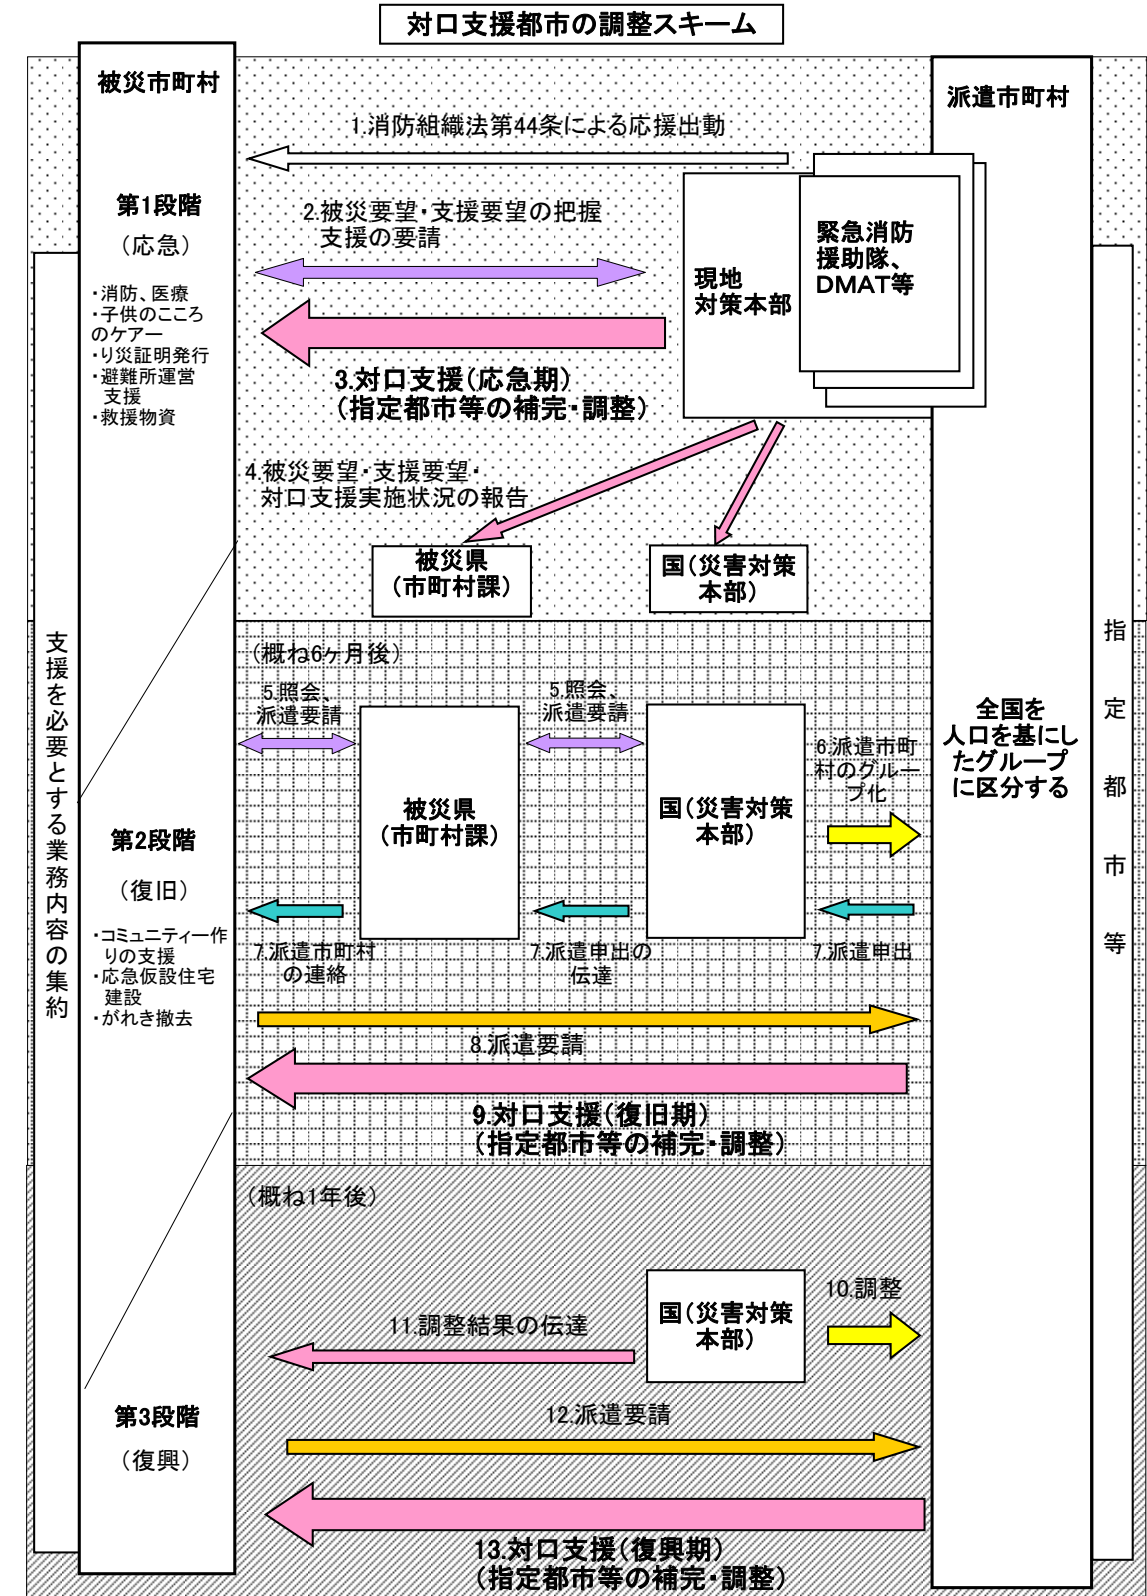 対口支援都市の調整スキーム
被災市町村
派遣市町村
1.消防組織法第44条による応援出動
第1段階
（応急）
・消防、医療
・子供のこころ
のケアー
・り災証明発行
・避難所運営
支援
・救援物資
2.被災要望・支援要望の把握
支援の要請
現地
対策本部
緊急消防
援助隊、
DMAT等
3.対口支援(応急期)
(指定都市等の補完・調整)
4.被災要望・支援要望・
対口支援実施状況の報告
被災県
(市町村課)
国(災害対策
本部)
支援を必要とする業務内容の集約
指定都市等
(概ね6ヶ月後)
5.照会、
派遣要請
5.照会、
派遣要請
被災県
(市町村課)
国(災害対策
本部)
6.派遣市町
村のグルー
プ化
全国を
人口を基にし
たグループ
に区分する
第2段階
（復旧）
・コミュニティー作
りの支援
・応急仮設住宅
建設
・がれき撤去
7.派遣市町村
の連絡
7.派遣申出の
伝達
7.派遣申出
8.派遣要請
9.対口支援(復旧期)
(指定都市等の補完・調整)
(概ね1年後)
国(災害対策
本部)
10.調整
11.調整結果の伝達
第3段階
（復興）
12.派遣要請
13.対口支援(復興期)
(指定都市等の補完・調整)